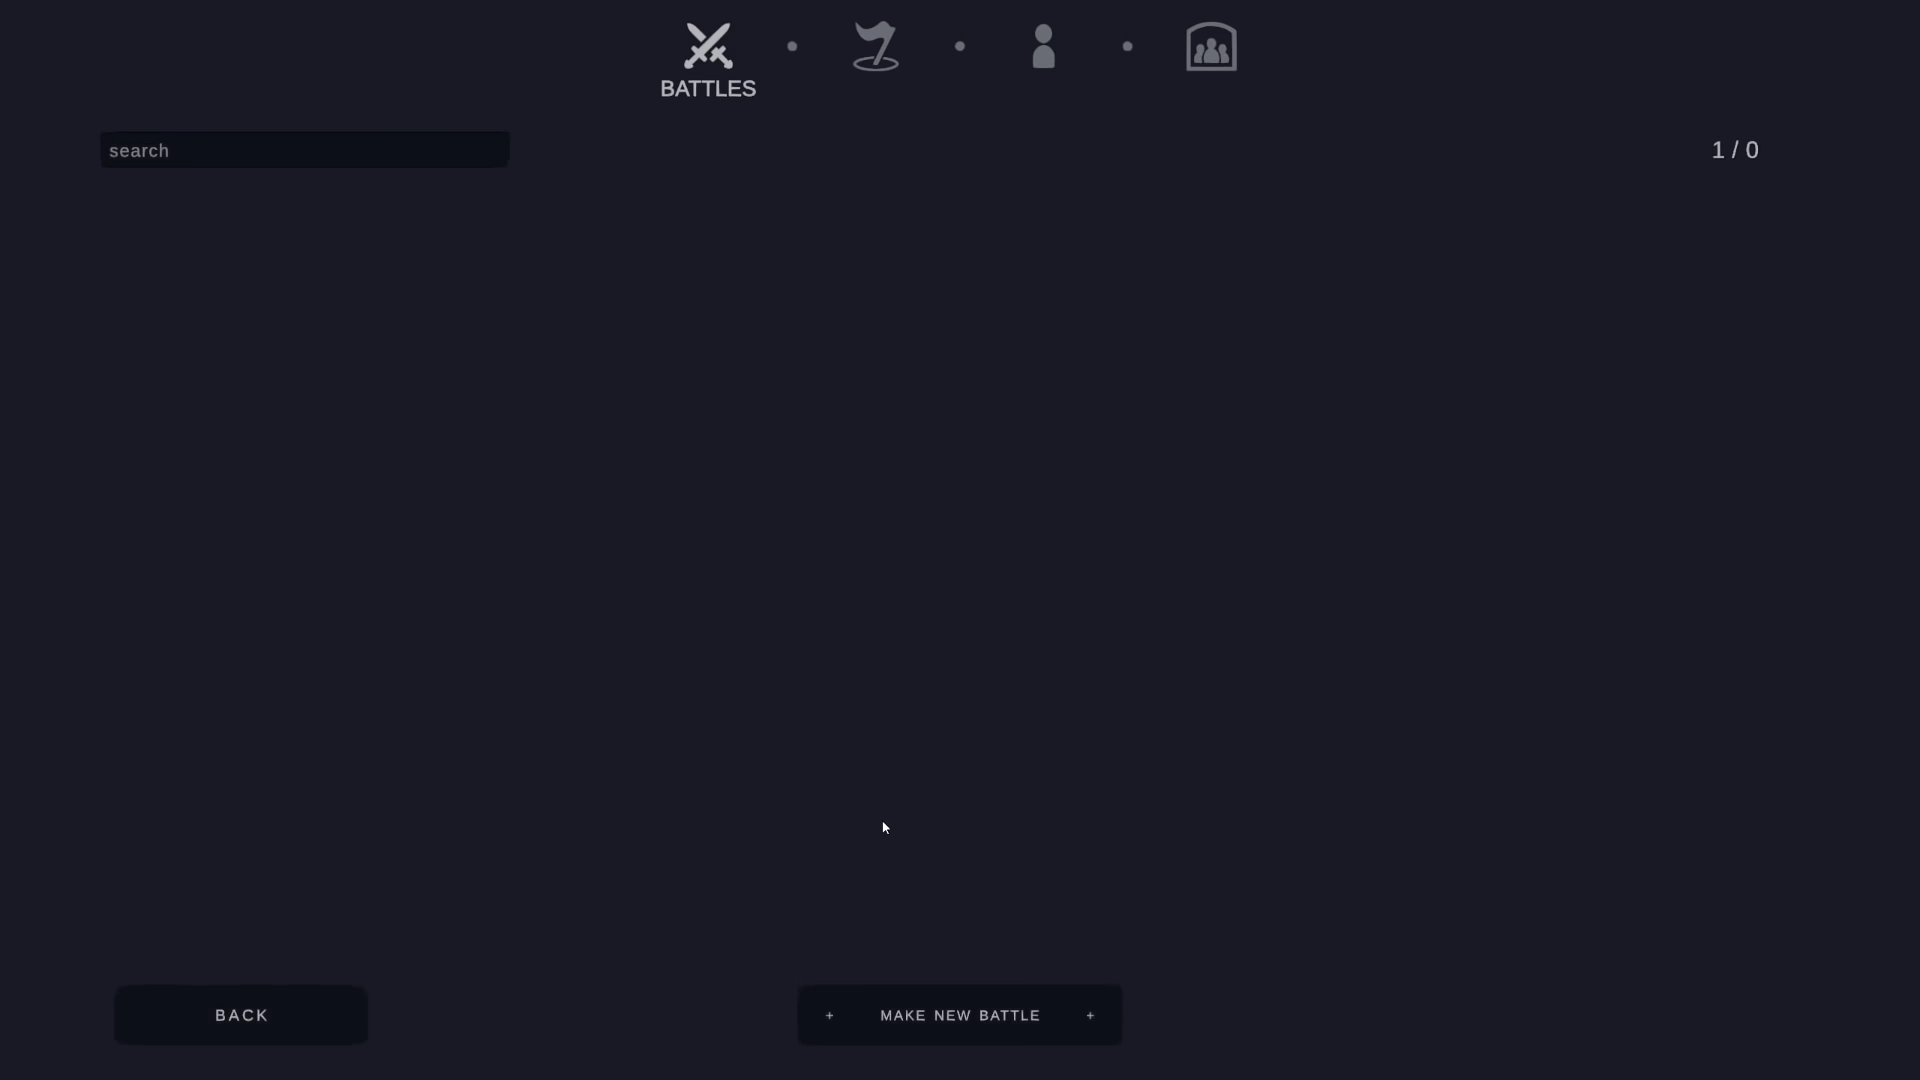 BATTLES
search
1 / 0
BACK
+ MAKE NEW BATTLE +